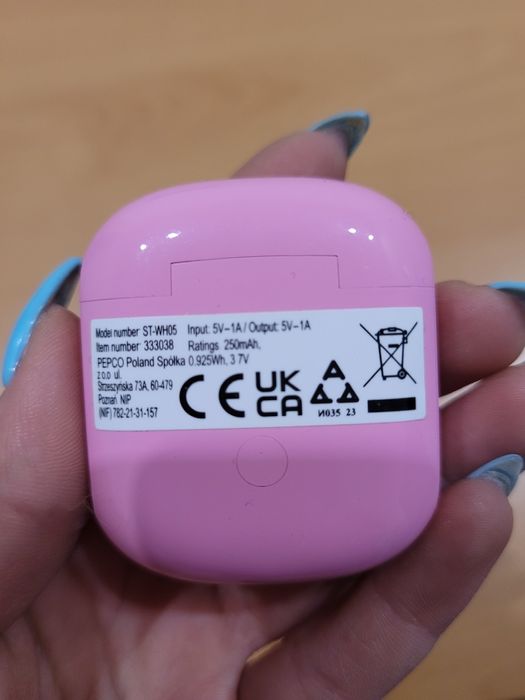 Model number ST-WH05 Input: 5V–1A / Output: 5V–1A
Item number 333038 Ratings 250mAh,
PEPCO Poland Spółka 0.925Wh, 3 7V
z o.o ul.
Strzeszyńska 73A, 60-479
Poznań NIP
(NIF) 782-21-31-157
CE UK
CA
И035 23